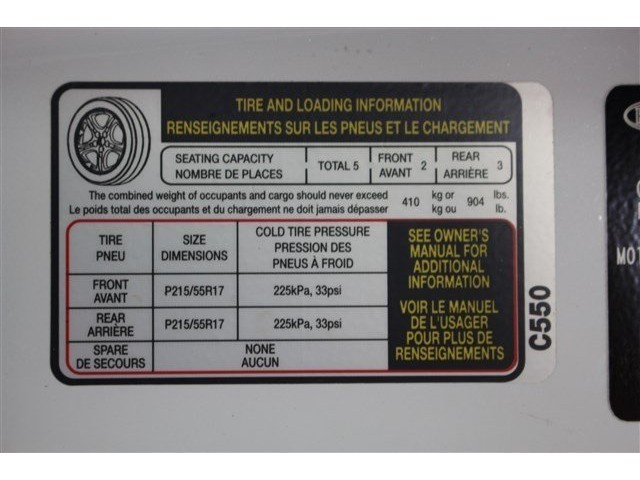 TIRE AND LOADING INFORMATION
RENSEIGNEMENTS SUR LES PNEUS ET LE CHARGEMENT
SEATING CAPACITY
NOMBRE DE PLACES
TOTAL 5
FRONT
AVANT 2
REAR
ARRIÈRE 3
The combined weight of occupants and cargo should never exceed 410 kg or 904 lbs.
Le poids total des occupants et du chargement ne doit jamais dépasser kg ou lb.
TIRE
PNEU
SIZE
DIMENSIONS
COLD TIRE PRESSURE
PRESSION DES
PNEUS À FROID
FRONT
AVANT
P215/55R17
225kPa, 33psi
REAR
ARRIÈRE
P215/55R17
225kPa, 33psi
SPARE
DE SECOURS
NONE
AUCUN
SEE OWNER'S
MANUAL FOR
ADDITIONAL
INFORMATION
VOIR LE MANUEL
DE L'USAGER
POUR PLUS DE
RENSEIGNEMENTS
C550